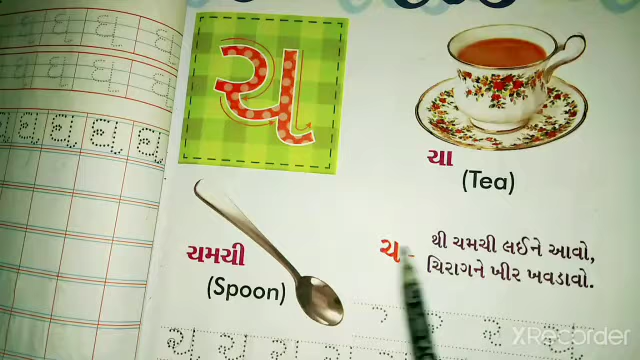 ચ
ચા
(Tea)
ચમચી
(Spoon)
ચ- થી ચમચી લઈને આવો,
ચિરાગને ખીર ખવડાવો.
XRecorder